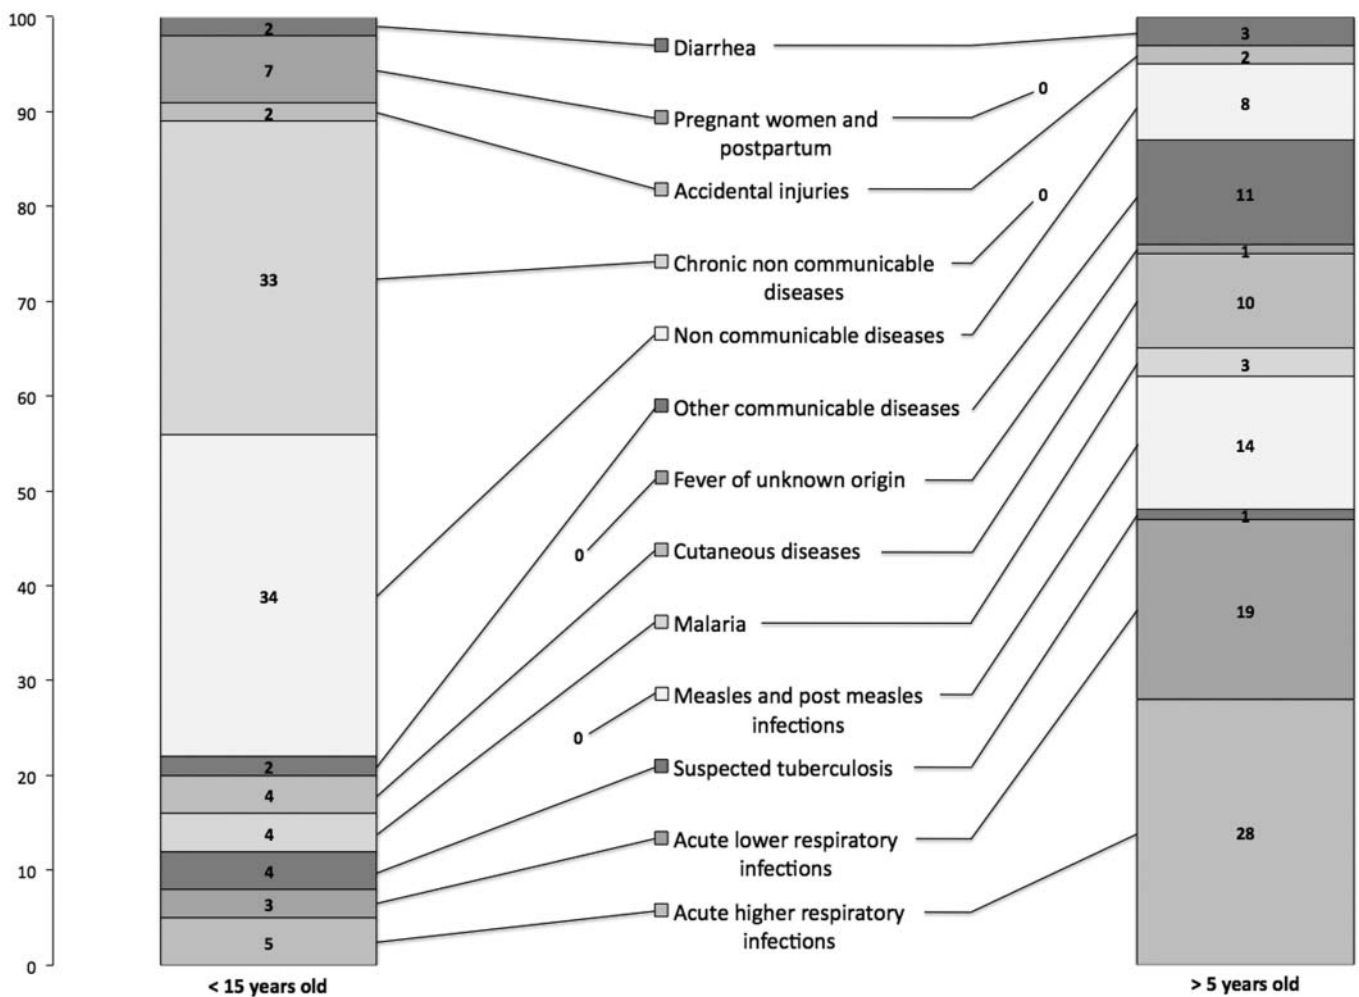 100
90
80
70
60
50
40
30
20
10
0
2
7
2
33
34
2
4
4
4
3
5
< 15 years old
Diarrhea
Pregnant women and
postpartum
0
Accidental injuries
0
Chronic non communicable
diseases
Non communicable diseases
Other communicable diseases
Fever of unknown origin
0
Cutaneous diseases
Malaria
Measles and post measles
infections
0
Suspected tuberculosis
Acute lower respiratory
infections
Acute higher respiratory
infections
3
2
8
11
1
10
3
14
1
19
28
> 5 years old